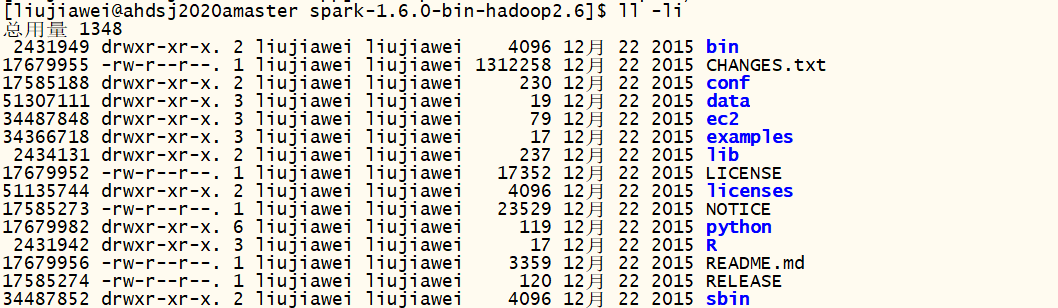 [liujiawei@ahdsj2020amaster spark-1.6.0-bin-hadoop2.6]$ ll -li
总用量 1348
2431949 drwxr-xr-x. 2 liujiawei liujiawei 4096 12月 22 2015 bin
17679955 -rw-r--r--. 1 liujiawei liujiawei 1312258 12月 22 2015 CHANGES.txt
17585188 drwxr-xr-x. 2 liujiawei liujiawei 230 12月 22 2015 conf
51307111 drwxr-xr-x. 3 liujiawei liujiawei 19 12月 22 2015 data
34487848 drwxr-xr-x. 3 liujiawei liujiawei 79 12月 22 2015 ec2
34366718 drwxr-xr-x. 3 liujiawei liujiawei 17 12月 22 2015 examples
2434131 drwxr-xr-x. 2 liujiawei liujiawei 237 12月 22 2015 lib
17679952 -rw-r--r--. 1 liujiawei liujiawei 17352 12月 22 2015 LICENSE
51135744 drwxr-xr-x. 2 liujiawei liujiawei 4096 12月 22 2015 licenses
17585273 -rw-r--r--. 1 liujiawei liujiawei 23529 12月 22 2015 NOTICE
17679982 drwxr-xr-x. 6 liujiawei liujiawei 119 12月 22 2015 python
2431942 drwxr-xr-x. 3 liujiawei liujiawei 17 12月 22 2015 R
17679956 -rw-r--r--. 1 liujiawei liujiawei 3359 12月 22 2015 README.md
17585274 -rw-r--r--. 1 liujiawei liujiawei 120 12月 22 2015 RELEASE
34487852 drwxr-xr-x. 2 liujiawei liujiawei 4096 12月 22 2015 sbin